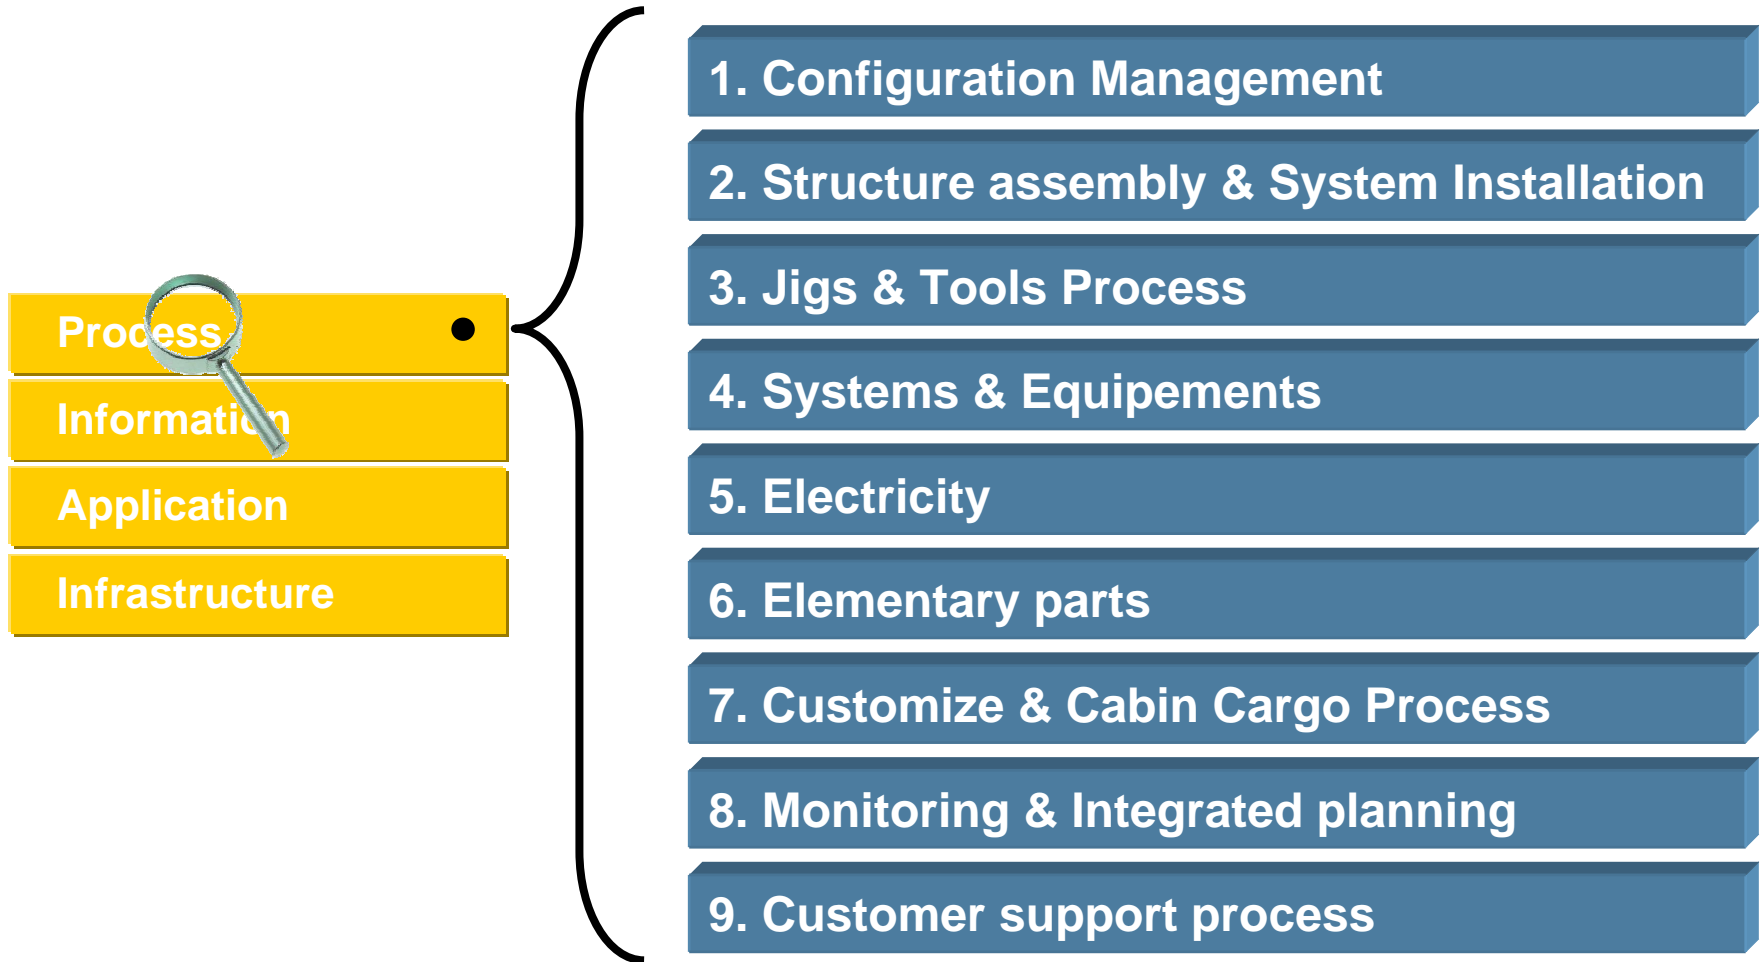 Process
Information
Application
Infrastructure
1. Configuration Management
2. Structure assembly & System Installation
3. Jigs & Tools Process
4. Systems & Equipements
5. Electricity
6. Elementary parts
7. Customize & Cabin Cargo Process
8. Monitoring & Integrated planning
9. Customer support process